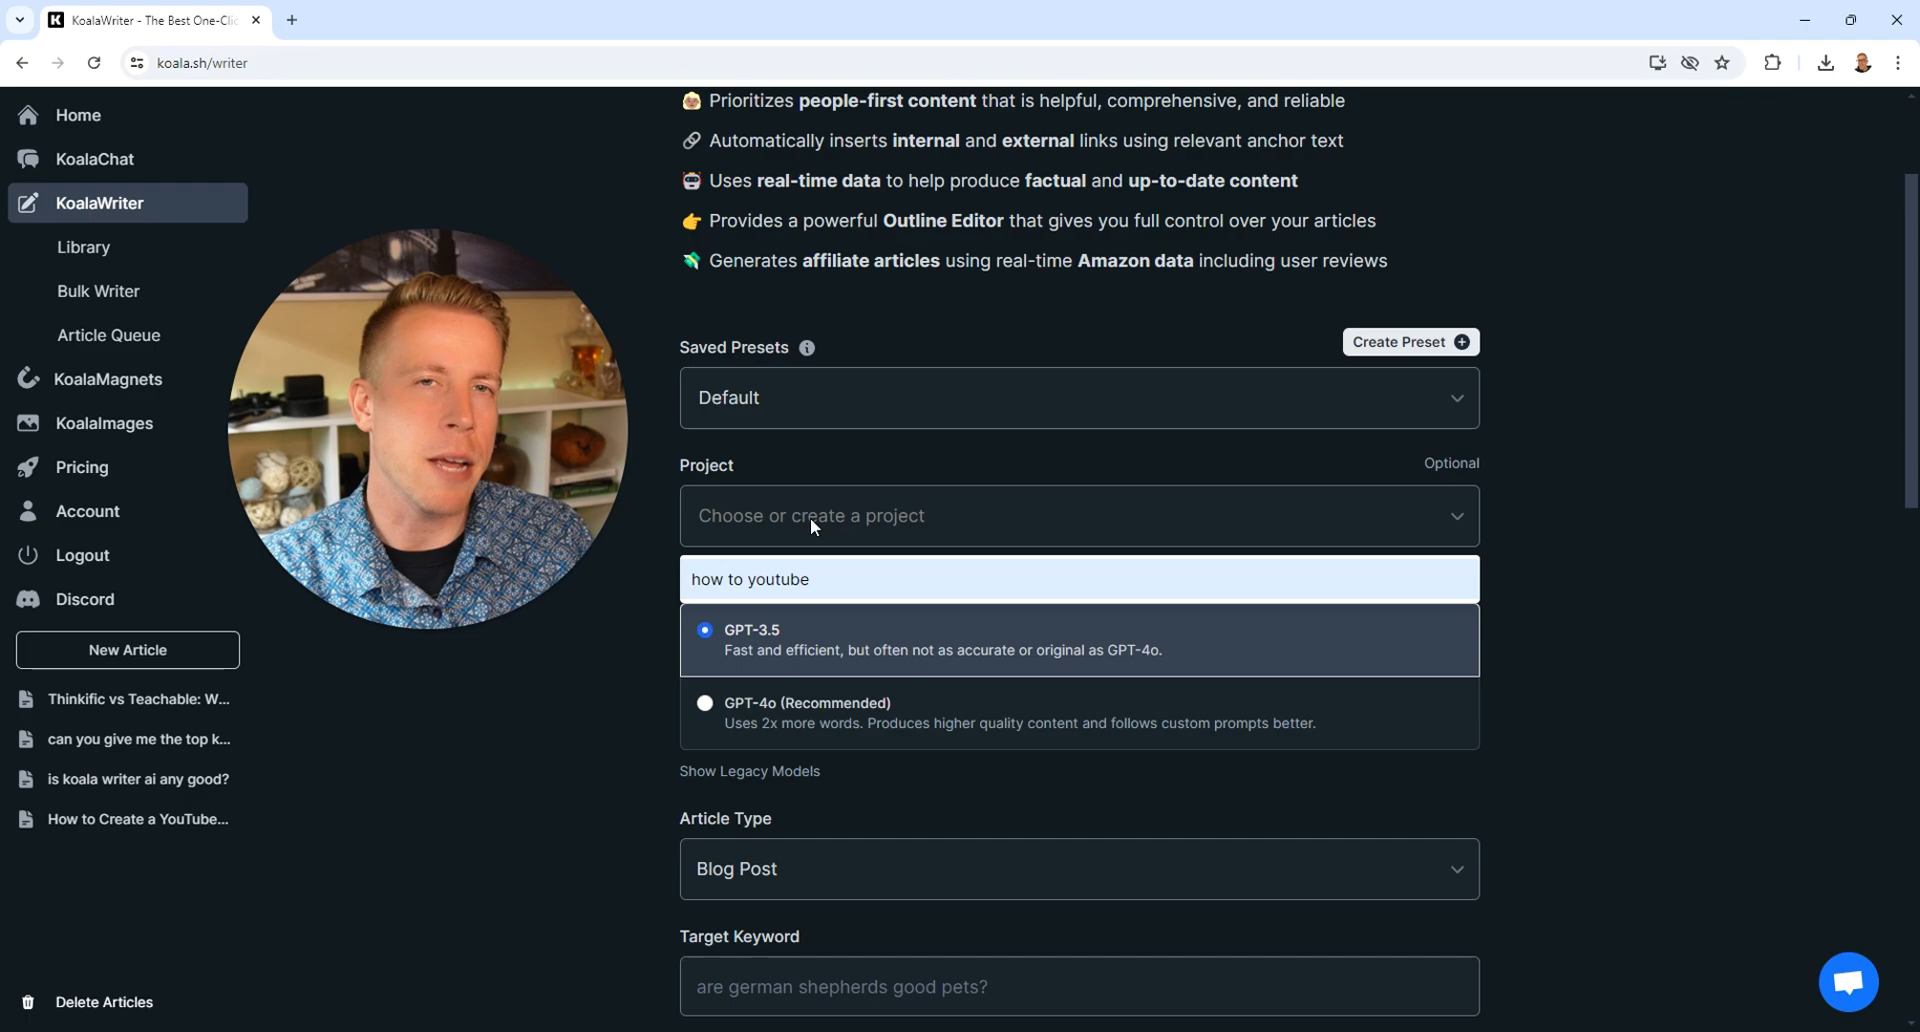 KoalaWriter - The Best One-Clic
koala.sh/writer
Home
KoalaChat
KoalaWriter
Library
Bulk Writer
Article Queue
KoalaMagnets
KoalaImages
Pricing
Account
Logout
Discord
New Article
Thinkific vs Teachable: W...
can you give me the top k...
is koala writer ai any good?
How to Create a YouTube...
Delete Articles
Prioritizes people-first content that is helpful, comprehensive, and reliable
Automatically inserts internal and external links using relevant anchor text
Uses real-time data to help produce factual and up-to-date content
Provides a powerful Outline Editor that gives you full control over your articles
Generates affiliate articles using real-time Amazon data including user reviews
Saved Presets
Create Preset
Default
Project
Optional
Choose or create a project
how to youtube
GPT-3.5
Fast and efficient, but often not as accurate or original as GPT-4o.
GPT-4o (Recommended)
Uses 2x more words. Produces higher quality content and follows custom prompts better.
Show Legacy Models
Article Type
Blog Post
Target Keyword
are german shepherds good pets?